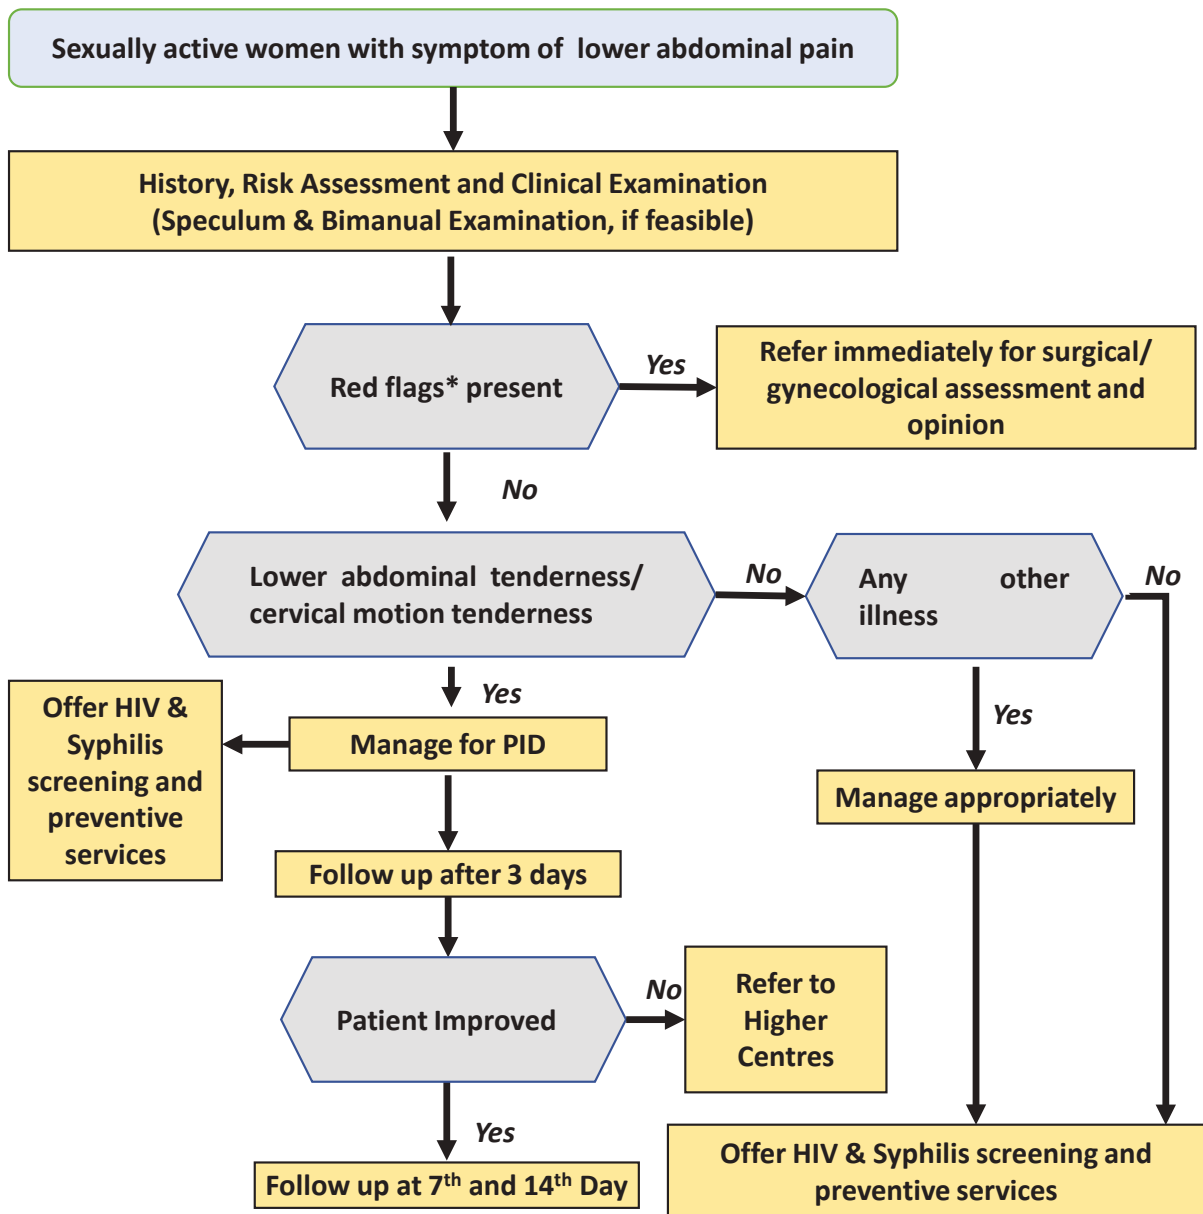 Sexually active women with symptom of lower abdominal pain
History, Risk Assessment and Clinical Examination
(Speculum & Bimanual Examination, if feasible)
Red flags* present
Yes
Refer immediately for surgical/
gynecological assessment and
opinion
No
Lower abdominal tenderness/
cervical motion tenderness
No
Any other
illness
No
Yes
Offer HIV &
Syphilis
screening and
preventive
services
Manage for PID
Yes
Manage appropriately
Follow up after 3 days
Patient Improved
No
Refer to
Higher
Centres
Yes
Follow up at 7th and 14th Day
Offer HIV & Syphilis screening and
preventive services